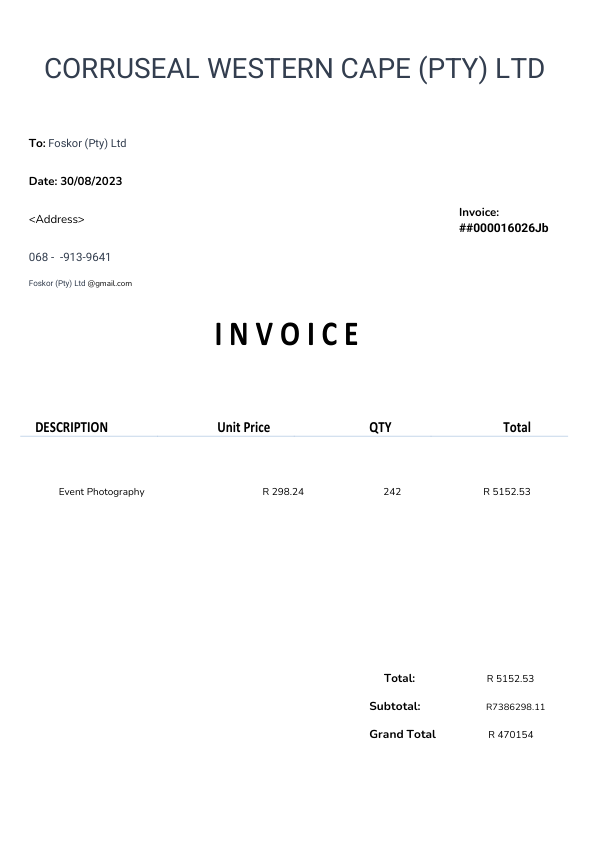 CORRUSEAL WESTERN CAPE (PTY) LTD
To: Foskor (Pty) Ltd
Date: 30/08/2023
<Address>
Invoice:
##000016026Jb
068 -  -913-9641
Foskor (Pty) Ltd @gmail.com
INVOICE
DESCRIPTION Unit Price QTY Total
Event Photography R 298.24 242 R 5152.53
Total: R 5152.53
Subtotal: R7386298.11
Grand Total R 470154